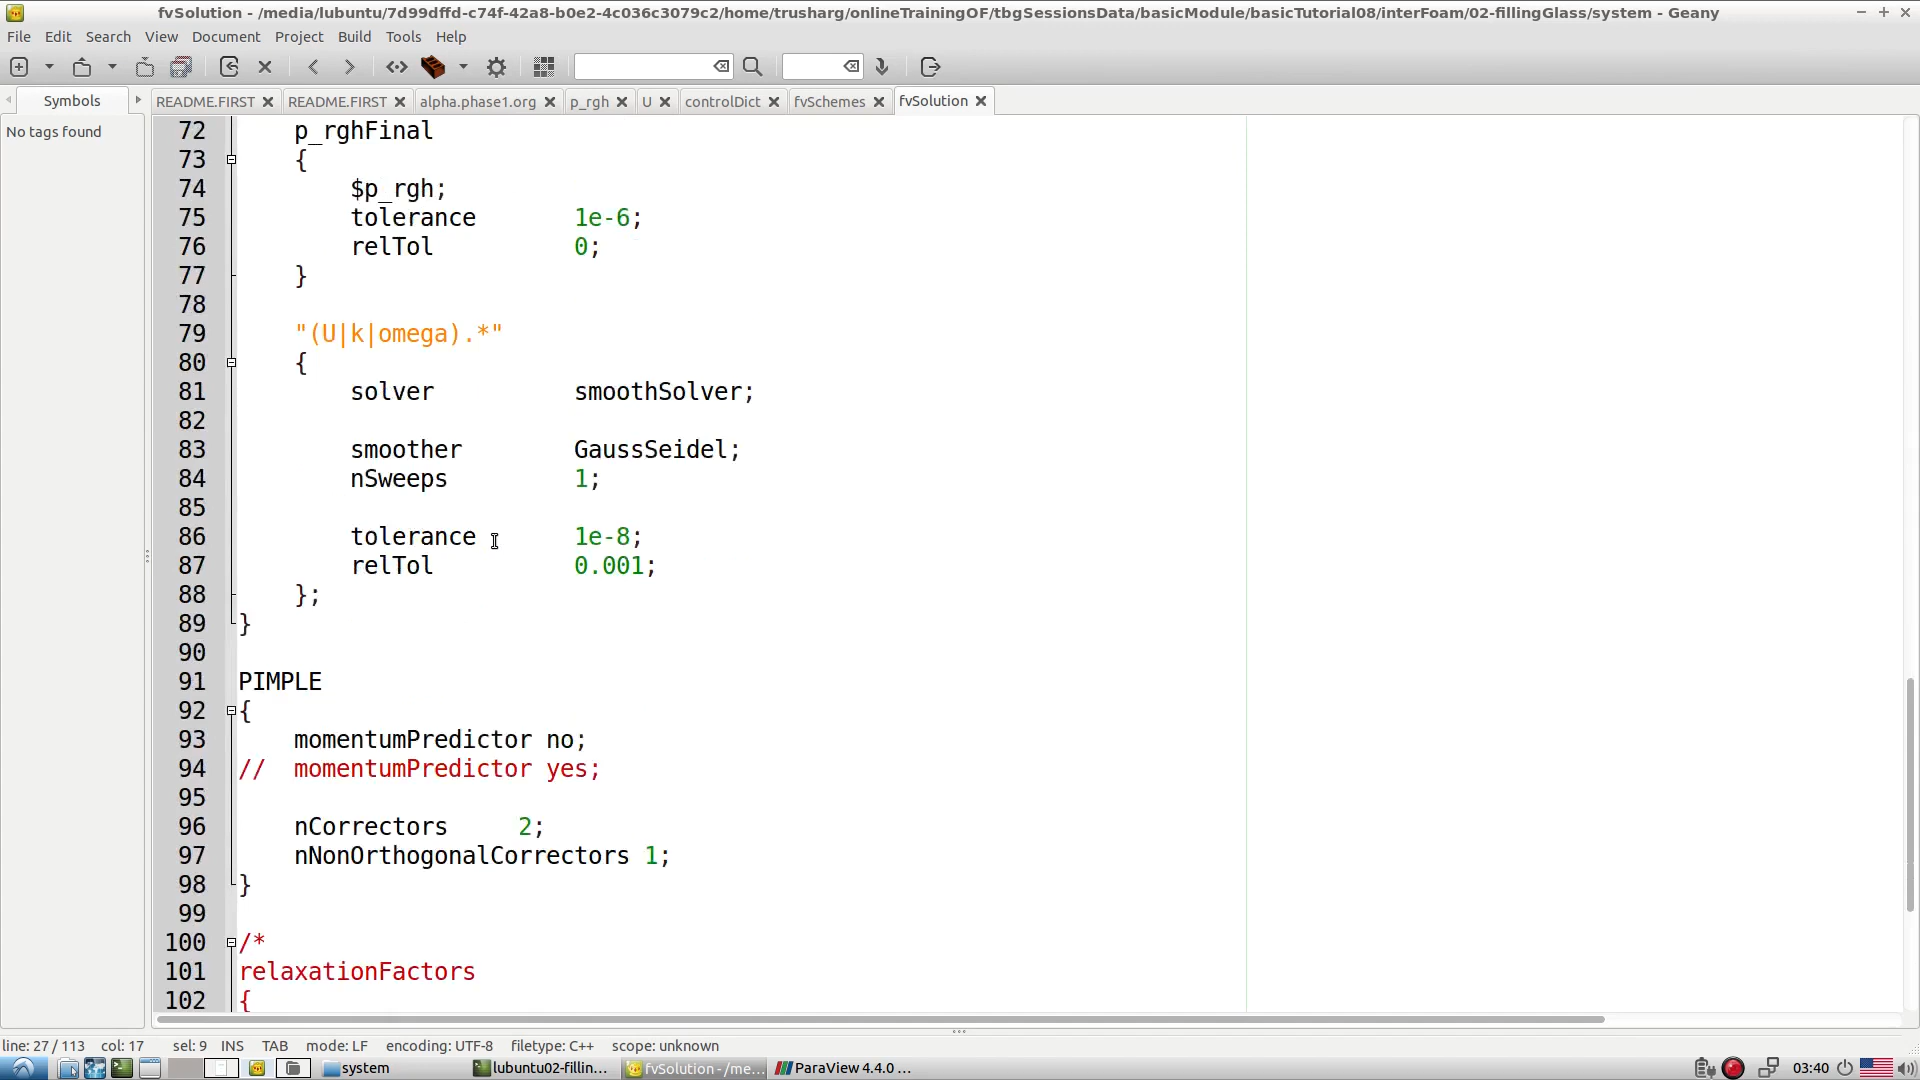 fvSolution - /media/lubuntu/7d99dffd-c74f-42a8-b0e2-4c036c3079c2/home/trusharg/onlineTrainingOF/tbgSessionsData/basicModule/basicTutorial08/interFoam/02-fillingGlass/system - Geany
File Edit Search View Document Project Build Tools Help
Symbols README.FIRST README.FIRST alpha.phase1.org p_rgh U controlDict fvSchemes fvSolution
No tags found
72 p_rghFinal
73 {
74 $p_rgh;
75 tolerance 1e-6;
76 relTol 0;
77 }
78
79 "(U|k|omega).*"
80 {
81 solver smoothSolver;
82
83 smoother GaussSeidel;
84 nSweeps 1;
85
86 tolerance 1e-8;
87 relTol 0.001;
88 };
89 }
90
91 PIMPLE
92 {
93 momentumPredictor no;
94 // momentumPredictor yes;
95
96 nCorrectors 2;
97 nNonOrthogonalCorrectors 1;
98 }
99
100 /*
101 relaxationFactors
102 {
line: 27 / 113 col: 17 sel: 9 INS TAB mode: LF encoding: UTF-8 filetype: C++ scope: unknown
system lubuntu02-fillin... fvSolution - /me... ParaView 4.4.0 ... 03:40